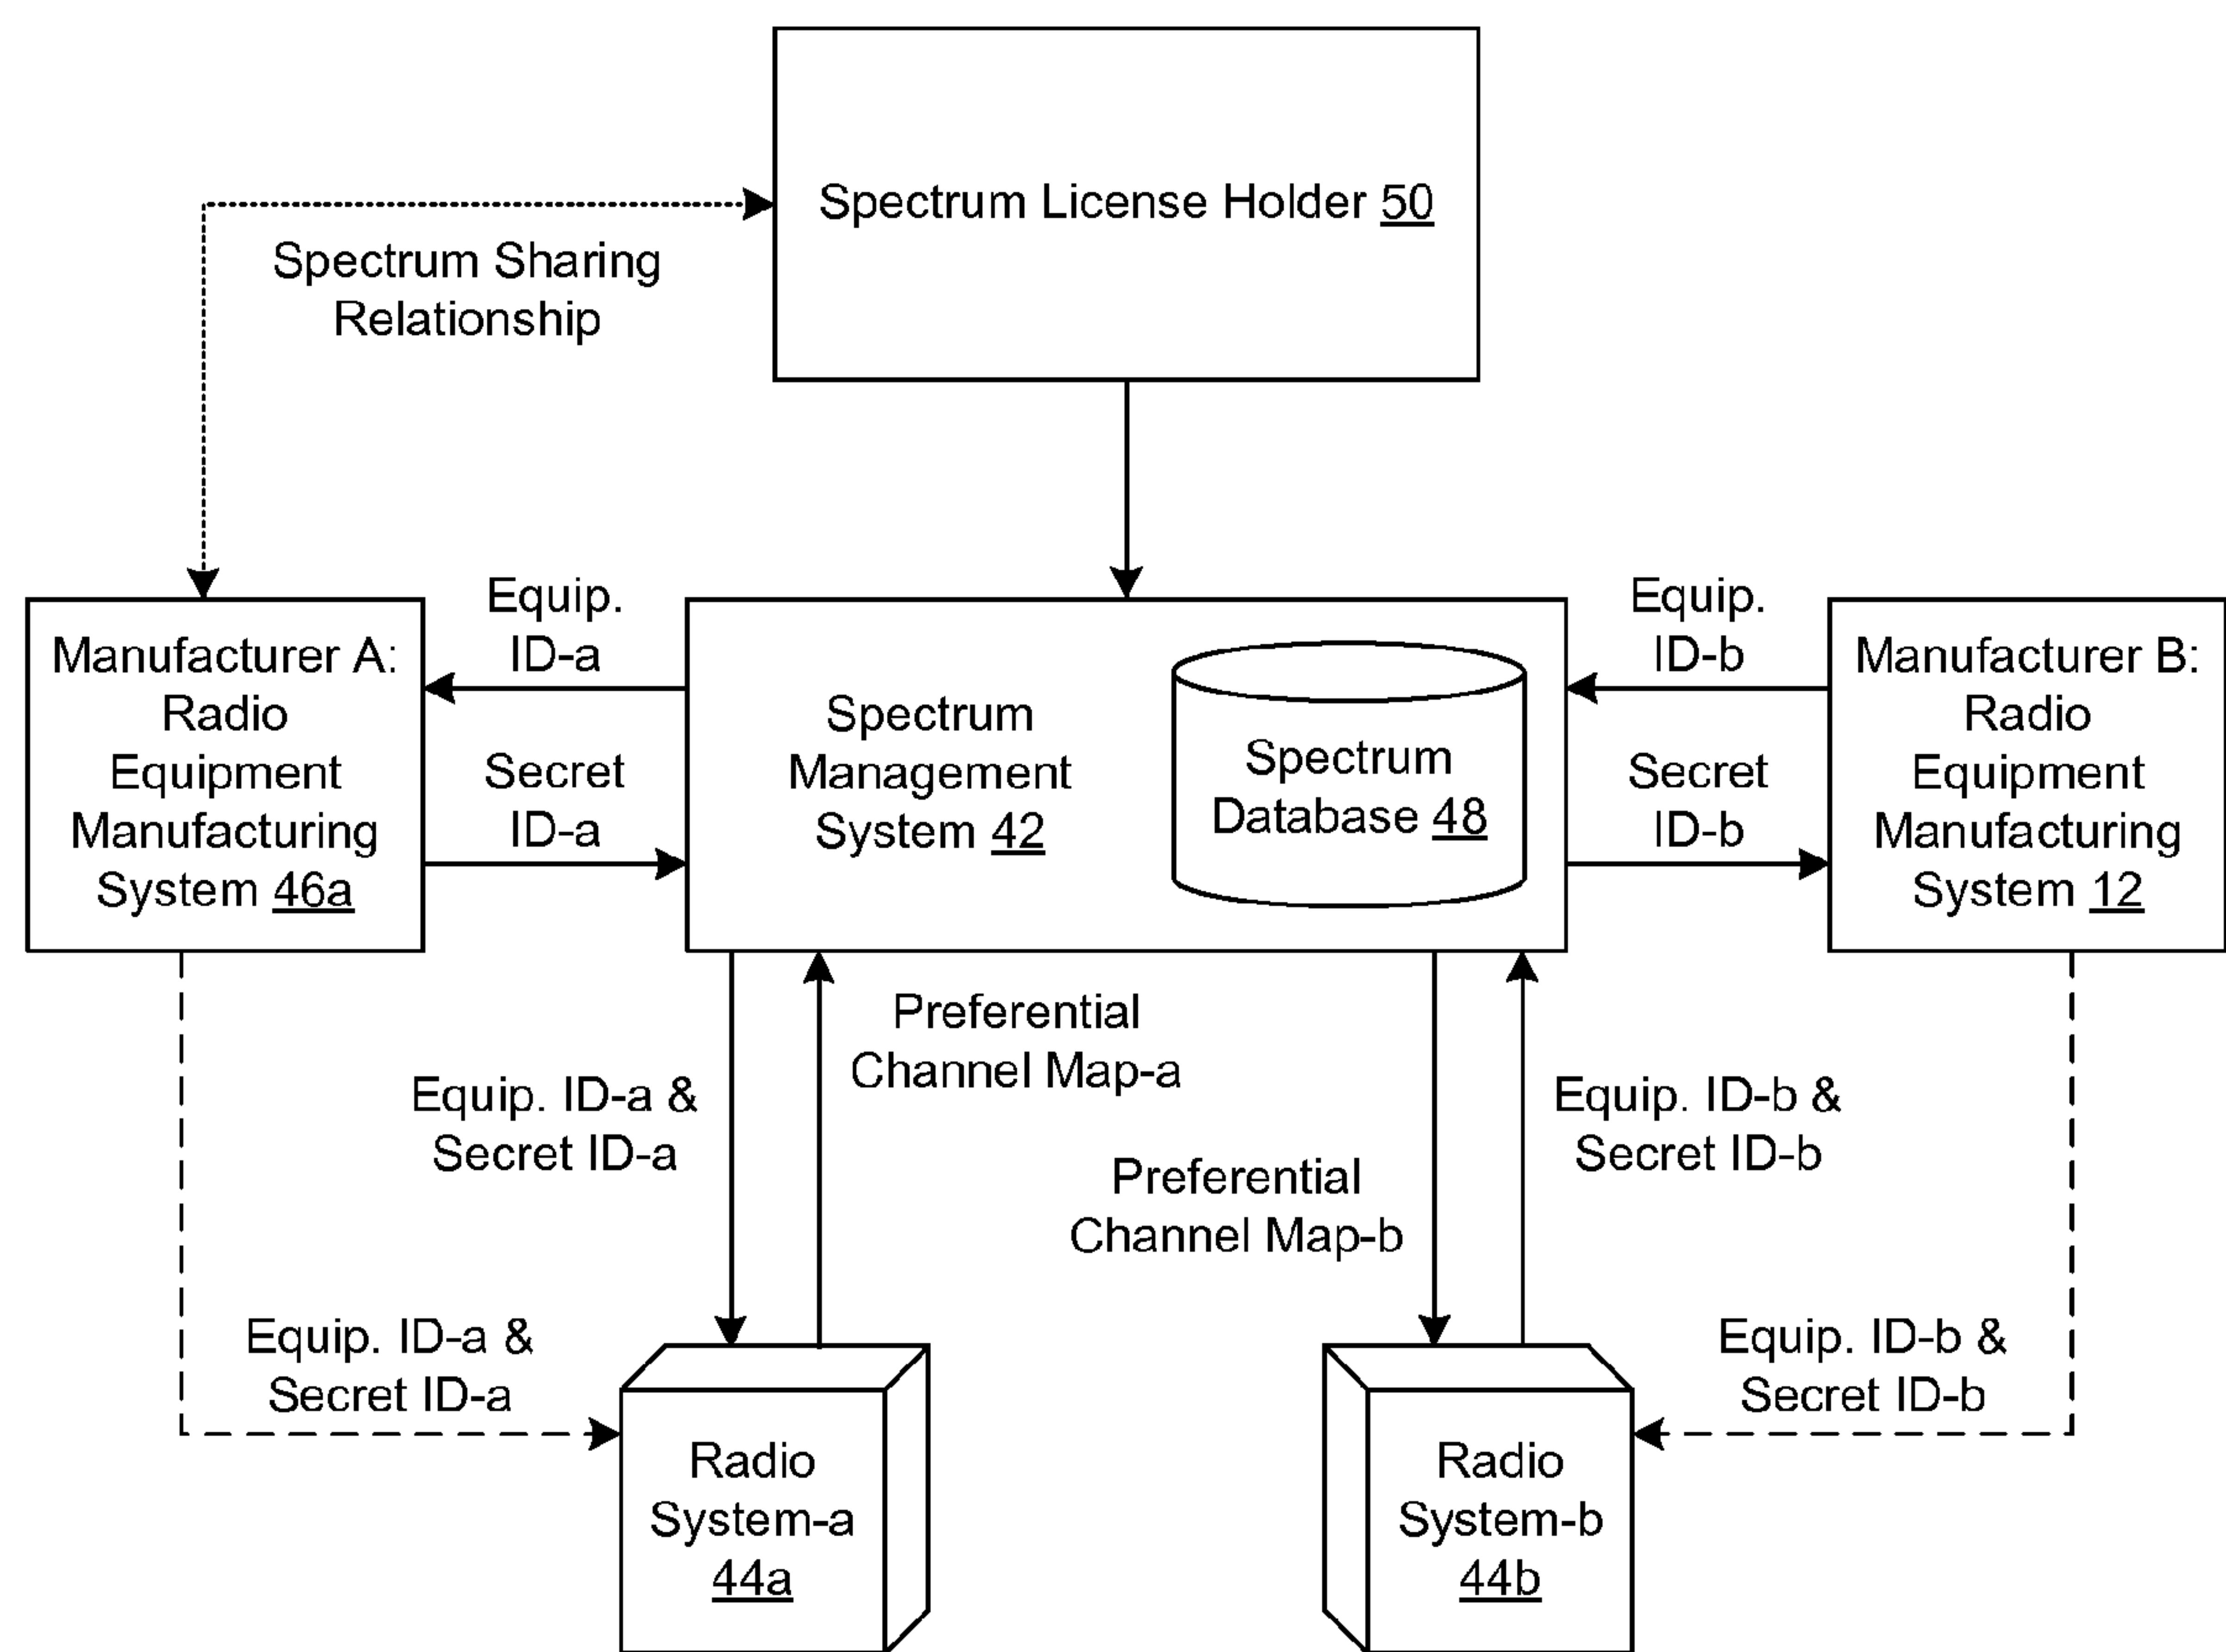 Spectrum License Holder 50
Spectrum Sharing
Relationship
Manufacturer A:
Radio
Equipment
Manufacturing
System 46a
Equip.
ID-a
Secret
ID-a
Spectrum
Management
System 42
Spectrum
Database 48
Equip.
ID-b
Secret
ID-b
Manufacturer B:
Radio
Equipment
Manufacturing
System 12
Equip. ID-a &
Secret ID-a
Preferential
Channel Map-a
Preferential
Channel Map-b
Equip. ID-b &
Secret ID-b
Equip. ID-a &
Secret ID-a
Equip. ID-b &
Secret ID-b
Radio
System-a
44a
Radio
System-b
44b